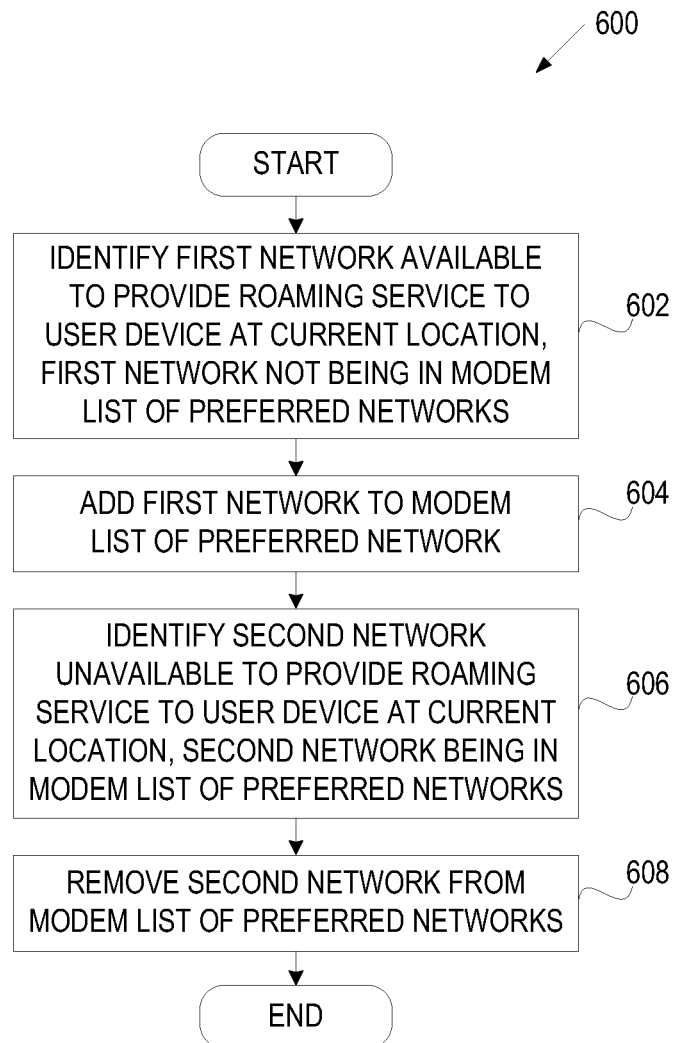 600
START
IDENTIFY FIRST NETWORK AVAILABLE
TO PROVIDE ROAMING SERVICE TO
USER DEVICE AT CURRENT LOCATION,
FIRST NETWORK NOT BEING IN MODEM
LIST OF PREFERRED NETWORKS
602
ADD FIRST NETWORK TO MODEM
LIST OF PREFERRED NETWORK
604
IDENTIFY SECOND NETWORK
UNAVAILABLE TO PROVIDE ROAMING
SERVICE TO USER DEVICE AT CURRENT
LOCATION, SECOND NETWORK BEING IN
MODEM LIST OF PREFERRED NETWORKS
606
REMOVE SECOND NETWORK FROM
MODEM LIST OF PREFERRED NETWORKS
608
END